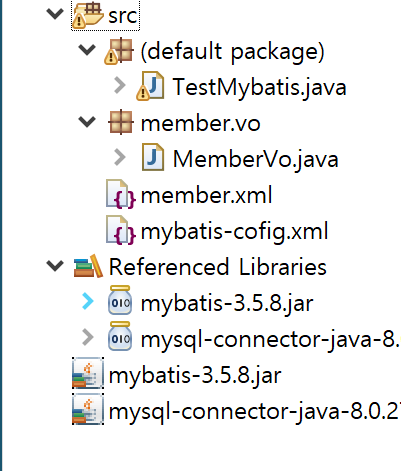 src
(default package)
TestMybatis.java
member.vo
MemberVo.java
member.xml
mybatis-cofig.xml
Referenced Libraries
mybatis-3.5.8.jar
mysql-connector-java-8.
mybatis-3.5.8.jar
mysql-connector-java-8.0.27